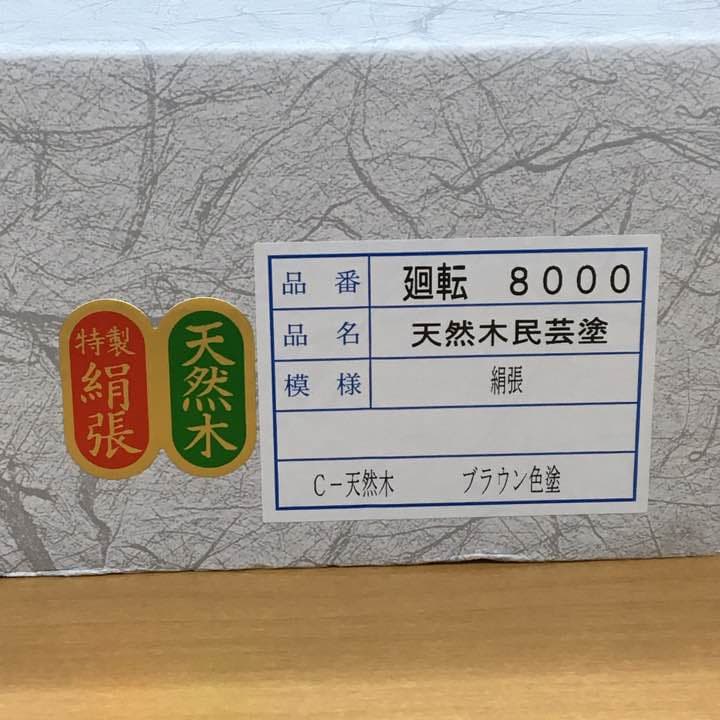 特製
絹張
天然木
品番 廻転 8000
品名 天然木民芸塗
模様 絹張
C-天然木 ブラウン色塗